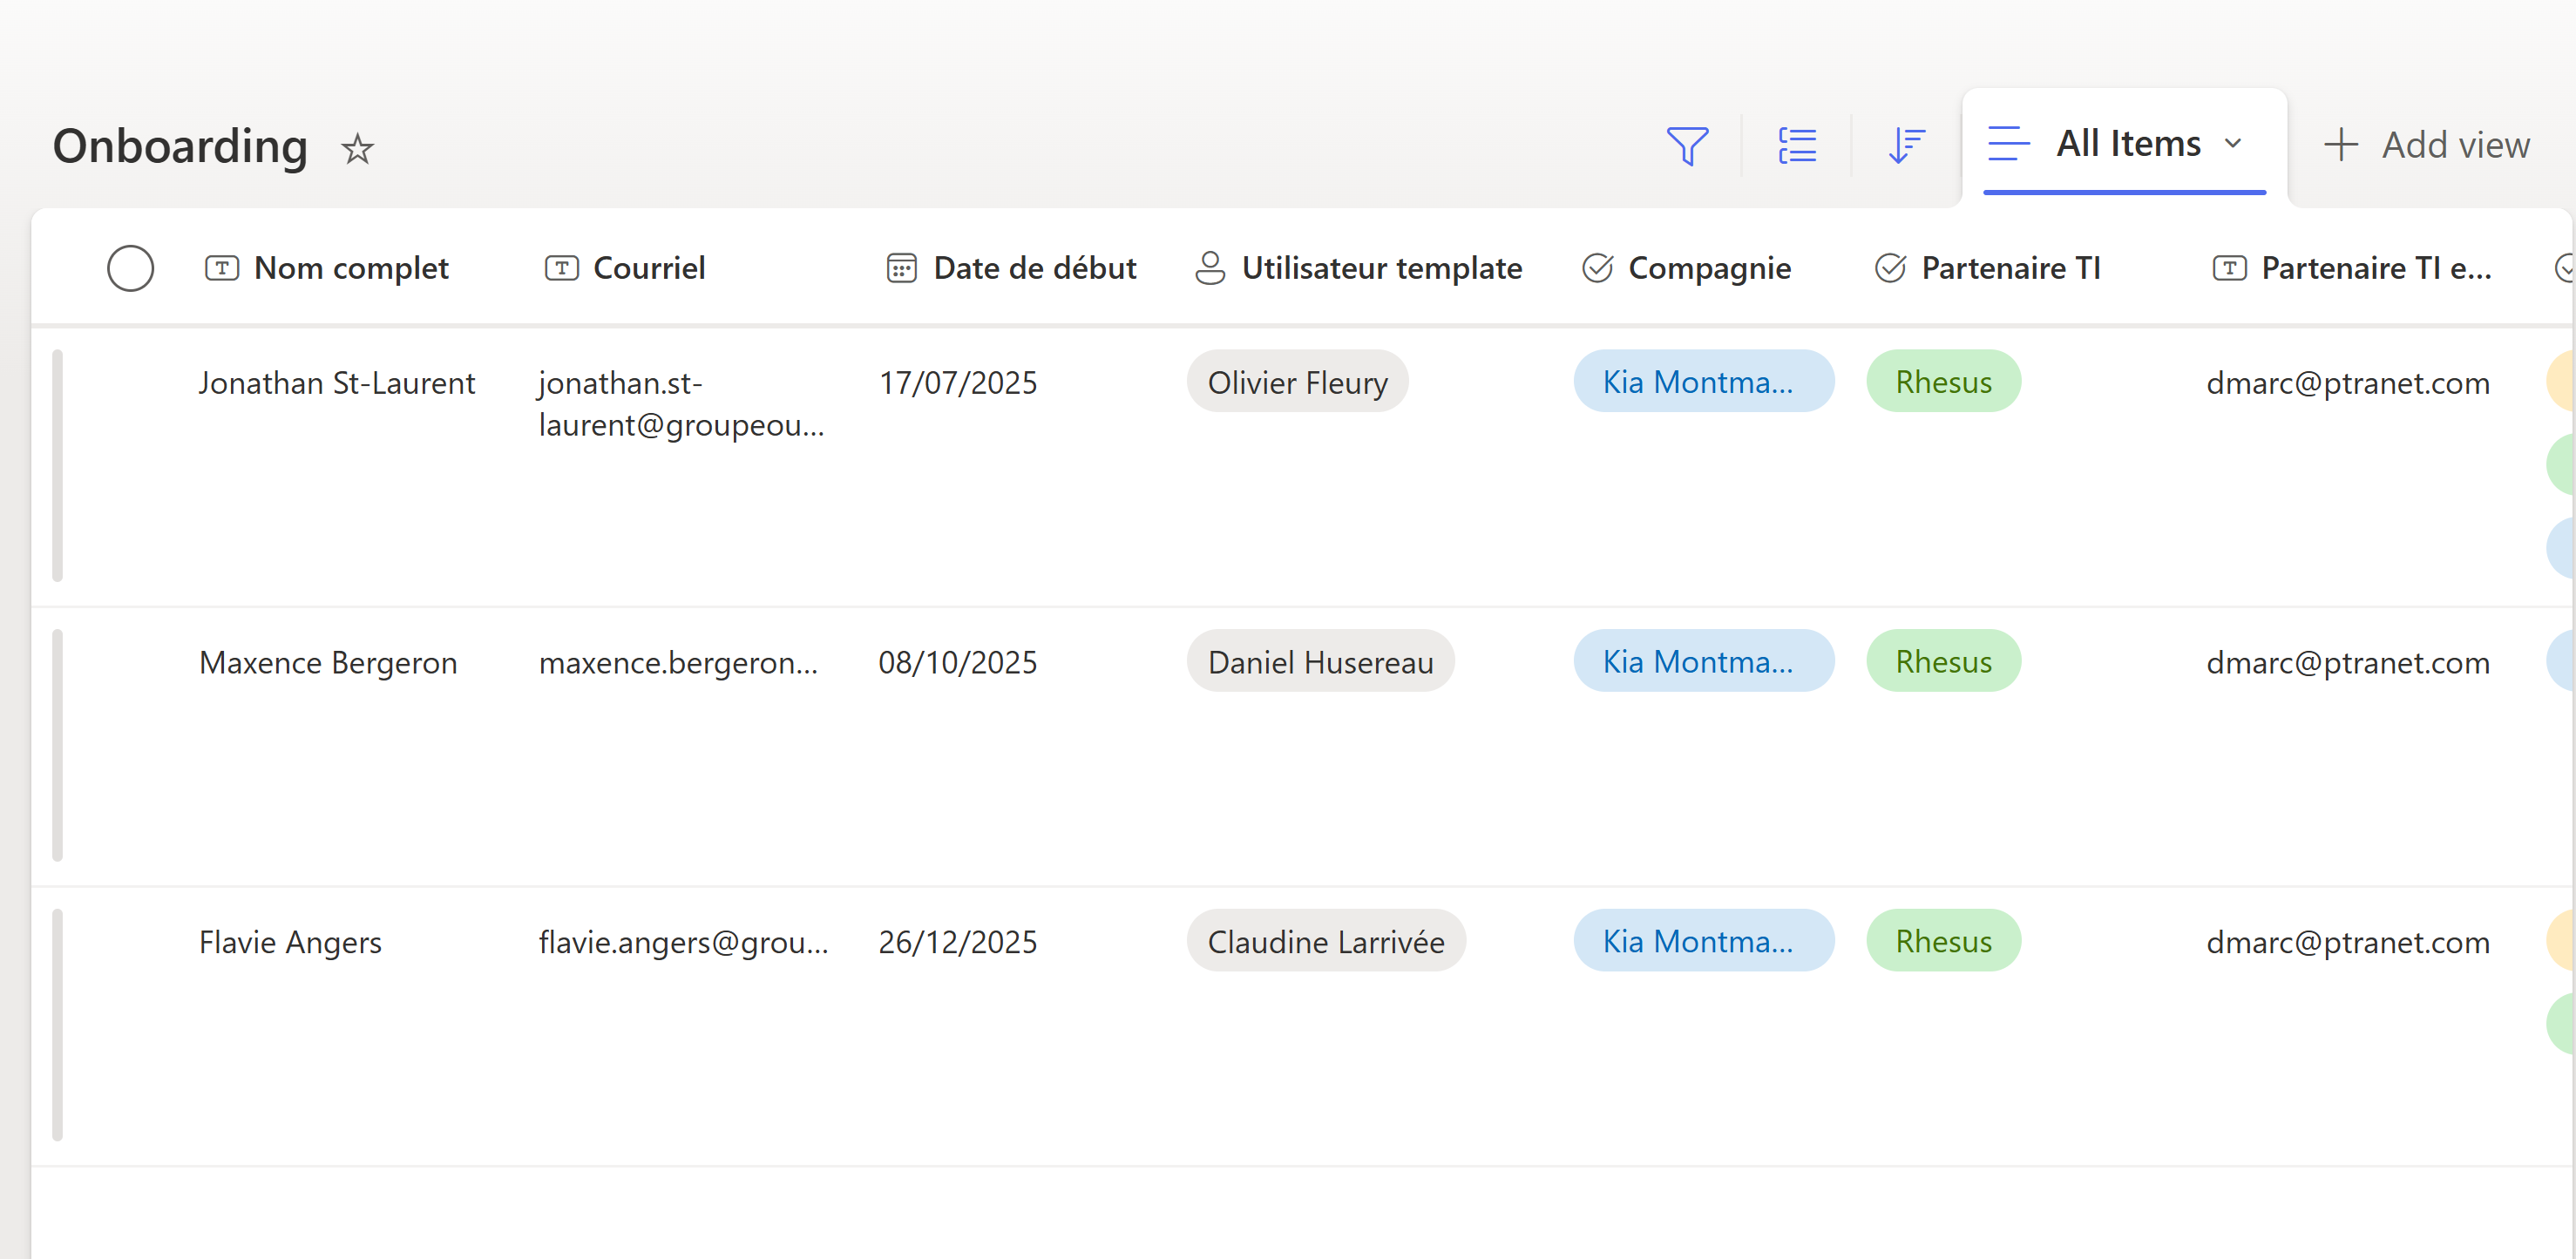 Onboarding
All Items
Add view
Nom complet
Courriel
Date de début
Utilisateur template
Compagnie
Partenaire TI
Partenaire TI e...
Jonathan St-Laurent
jonathan.st-
laurent@groupeou...
17/07/2025
Olivier Fleury
Kia Montma...
Rhesus
dmarc@ptranet.com
Maxence Bergeron
maxence.bergeron...
08/10/2025
Daniel Husereau
Kia Montma...
Rhesus
dmarc@ptranet.com
Flavie Angers
flavie.angers@grou...
26/12/2025
Claudine Larrivée
Kia Montma...
Rhesus
dmarc@ptranet.com